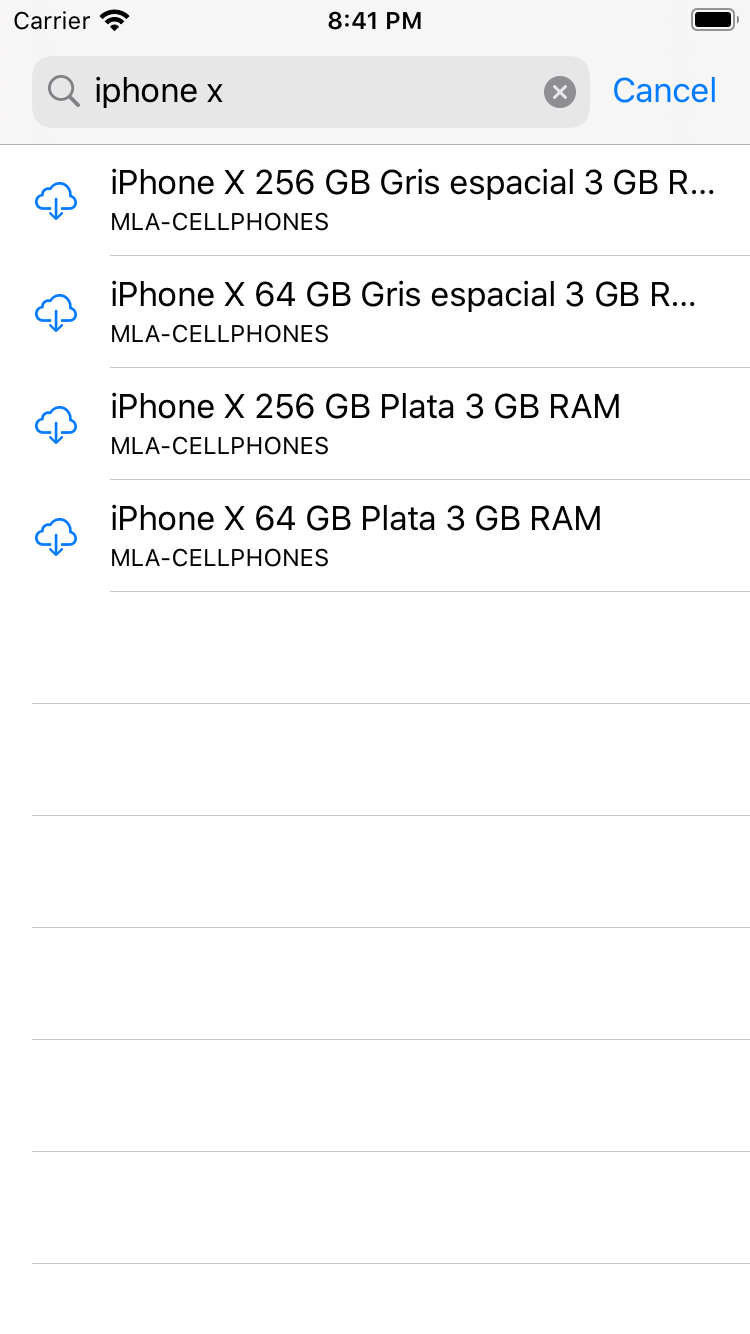 Carrier 8:41 PM
iphone x Cancel
iPhone X 256 GB Gris espacial 3 GB R...
MLA-CELLPHONES
iPhone X 64 GB Gris espacial 3 GB R...
MLA-CELLPHONES
iPhone X 256 GB Plata 3 GB RAM
MLA-CELLPHONES
iPhone X 64 GB Plata 3 GB RAM
MLA-CELLPHONES